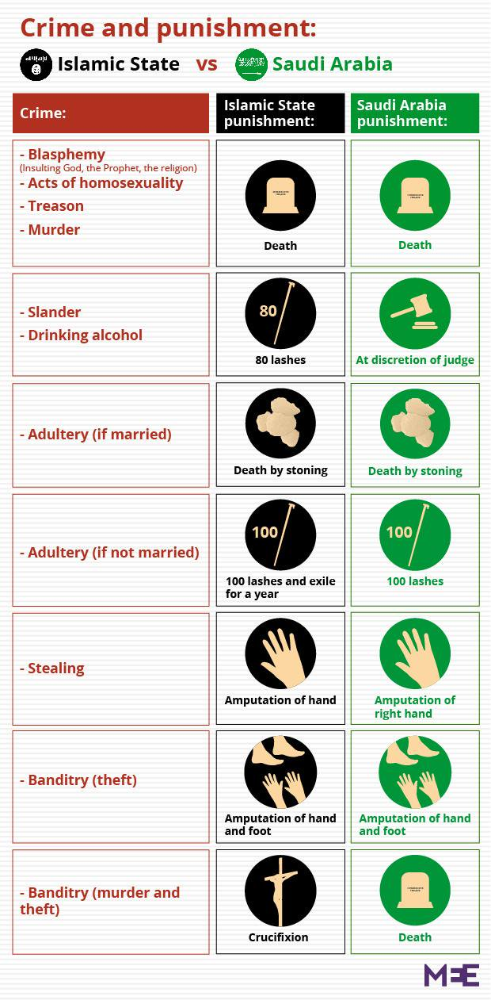 Crime and punishment:
Islamic State vs Saudi Arabia
Crime:
Islamic State
punishment:
Saudi Arabia
punishment:
- Blasphemy
(Insulting God, the Prophet, the religion)
- Acts of homosexuality
- Treason
- Murder
Death
Death
- Slander
- Drinking alcohol
80
80 lashes
At discretion of judge
- Adultery (if married)
Death by stoning
Death by stoning
- Adultery (if not married)
100
100 lashes and exile
for a year
100
100 lashes
- Stealing
Amputation of hand
Amputation of
right hand
- Banditry (theft)
Amputation of hand
and foot
Amputation of hand
and foot
- Banditry (murder and
theft)
Crucifixion
Death
MEE